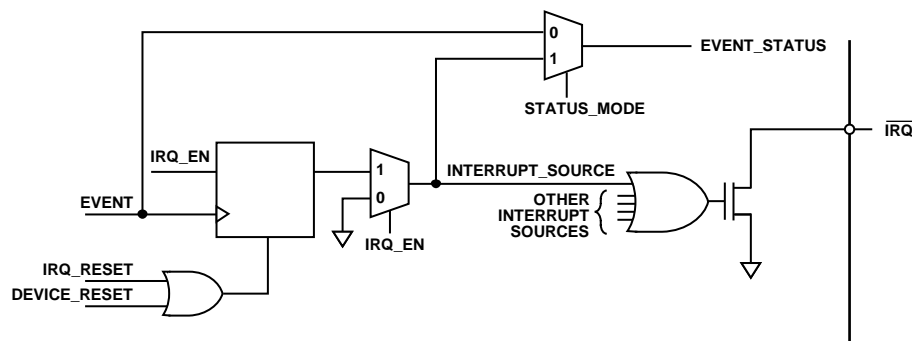 0
1
EVENT_STATUS
STATUS_MODE
IRQ
IRQ_EN
1
0
INTERRUPT_SOURCE
EVENT
OTHER
INTERRUPT
SOURCES
IRQ_EN
IRQ_RESET
DEVICE_RESET